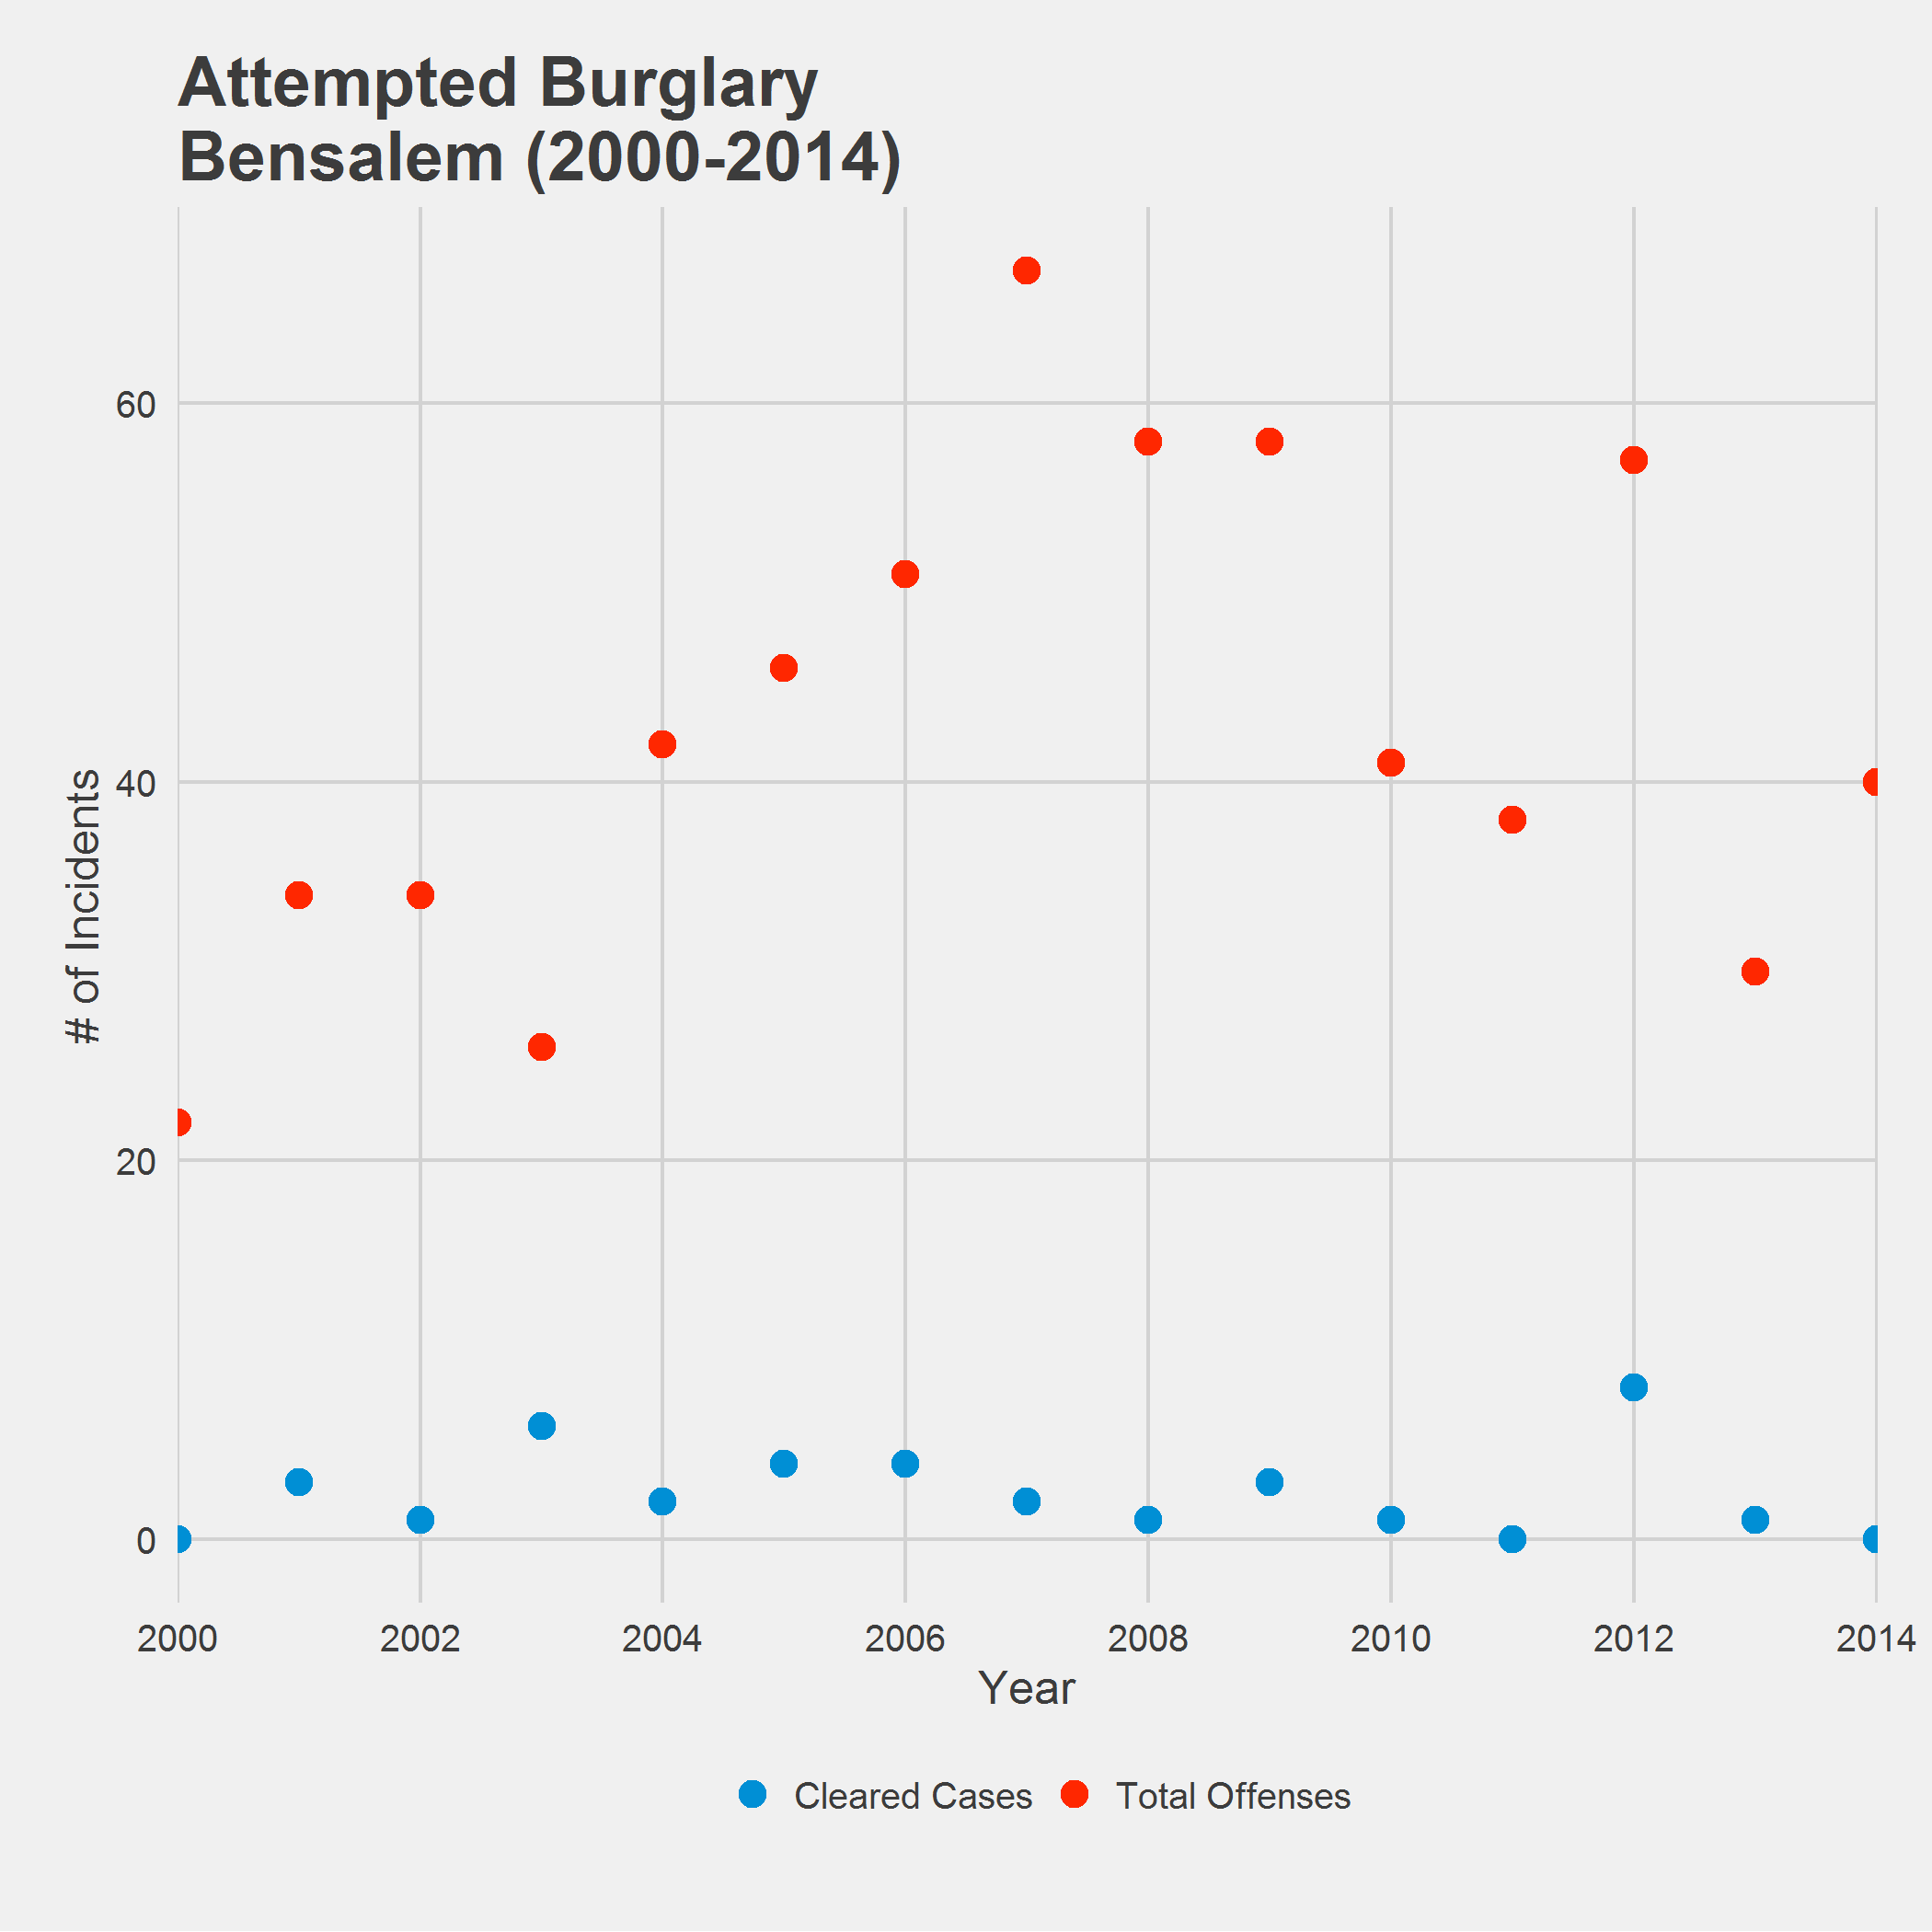 Attempted Burglary
Bensalem (2000-2014)
# of Incidents
60
40
20
0
2000 2002 2004 2006 2008 2010 2012 2014
Year
Cleared Cases Total Offenses